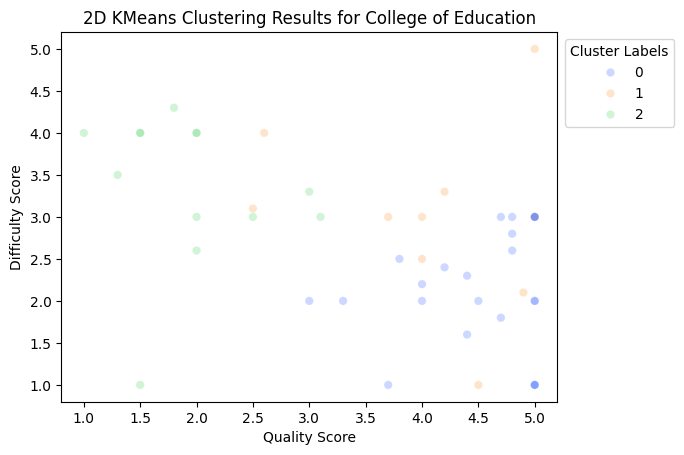 2D KMeans Clustering Results for College of Education
Cluster Labels
0
1
2
5.0
4.5
4.0
3.5
3.0
2.5
2.0
1.5
1.0
Difficulty Score
1.0 1.5 2.0 2.5 3.0 3.5 4.0 4.5 5.0
Quality Score